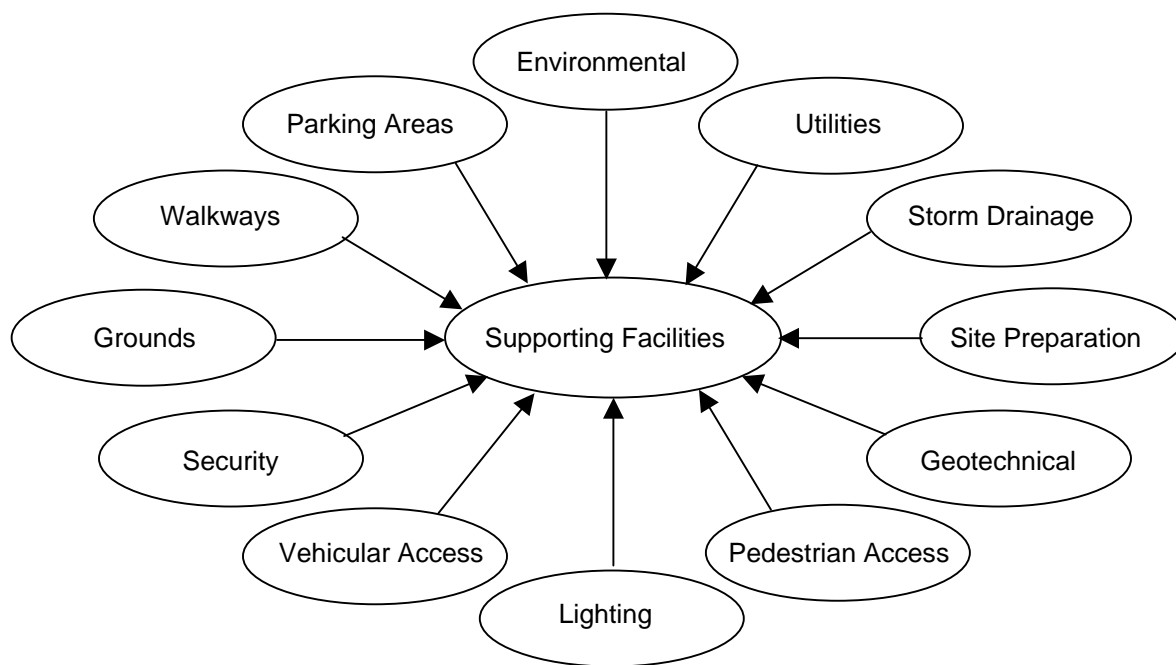 Environmental
Parking Areas
Utilities
Walkways
Storm Drainage
Grounds
Supporting Facilities
Site Preparation
Security
Geotechnical
Vehicular Access
Pedestrian Access
Lighting